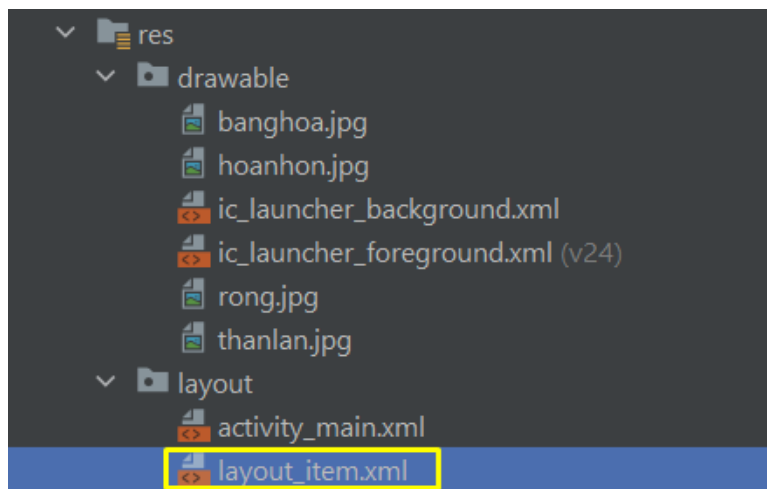 res
drawable
banghoa.jpg
hoanhon.jpg
ic_launcher_background.xml
ic_launcher_foreground.xml (v24)
rong.jpg
thanlan.jpg
layout
activity_main.xml
layout_item.xml